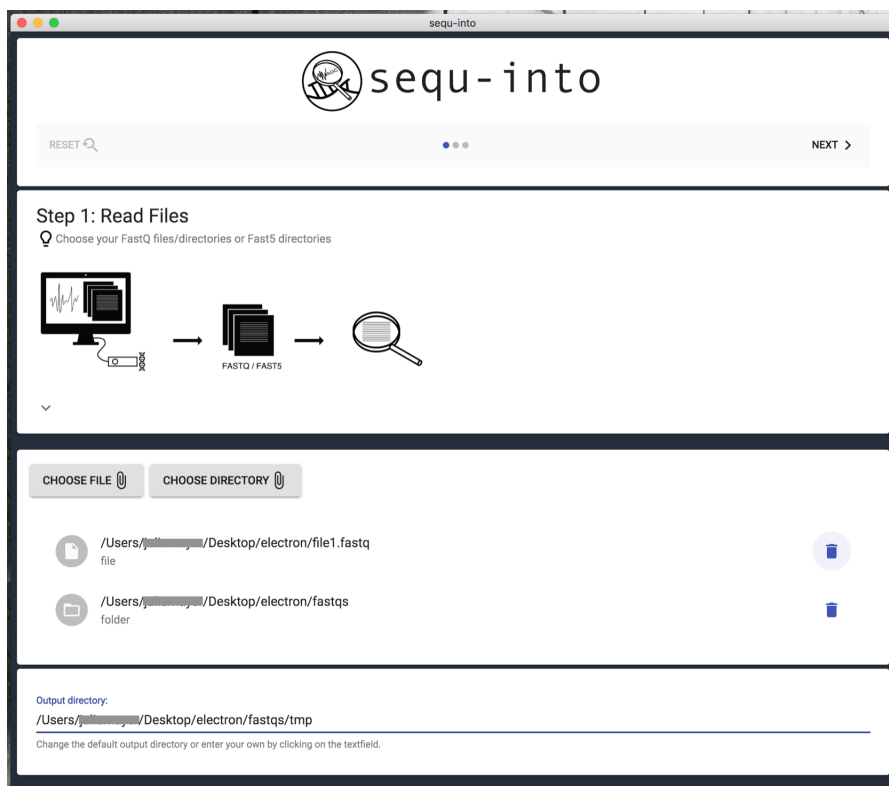 sequ-into
sequ-into
RESET
NEXT
Step 1: Read Files
Choose your FastQ files/directories or Fast5 directories
FASTQ / FAST5
CHOOSE FILE
CHOOSE DIRECTORY
/Users/ /Desktop/electron/file1.fastq
file
/Users/ /Desktop/electron/fastqs
folder
Output directory:
/Users/ /Desktop/electron/fastqs/tmp
Change the default output directory or enter your own by clicking on the textfield.